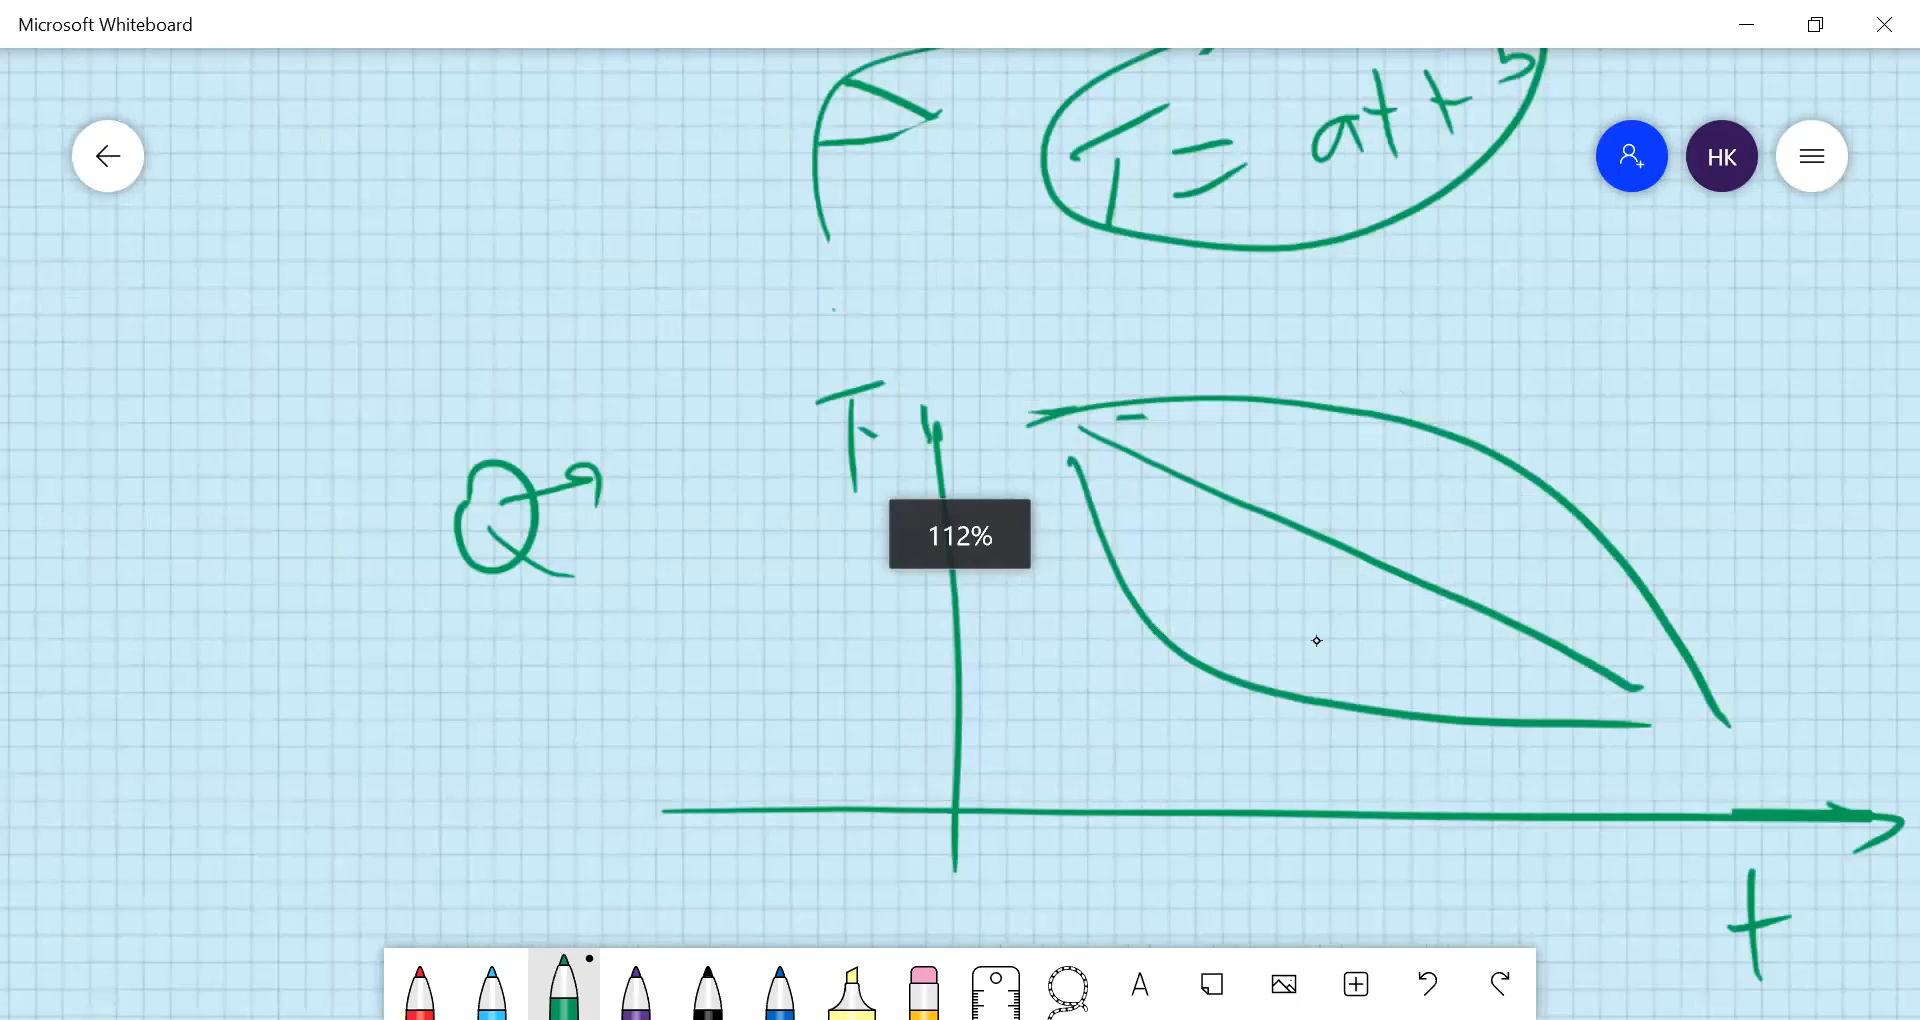 Microsoft Whiteboard
T = at + b
HK
T
112%
t
A